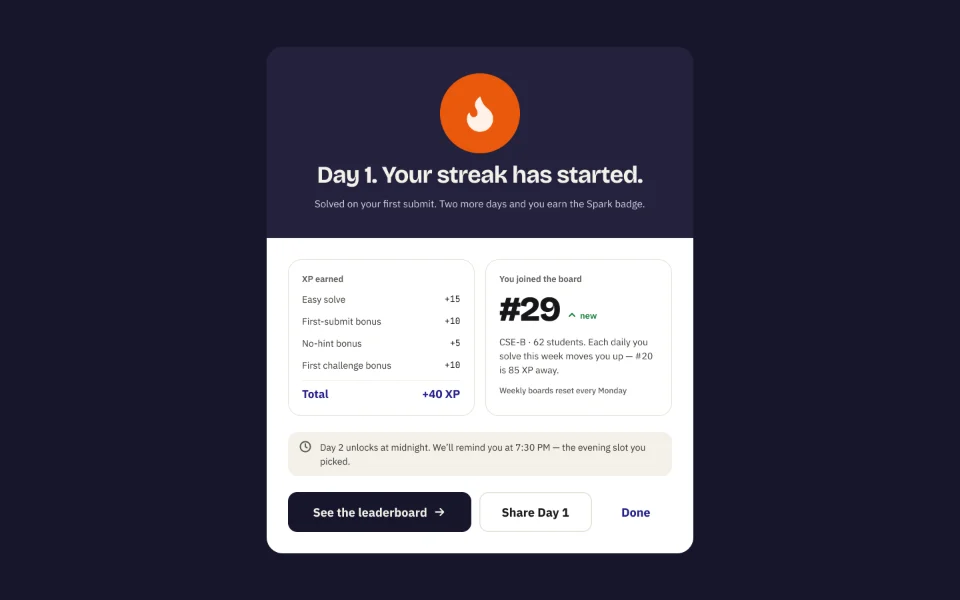 Day 1. Your streak has started.
Solved on your first submit. Two more days and you earn the Spark badge.
XP earned
Easy solve +15
First-submit bonus +10
No-hint bonus +5
First challenge bonus +10
Total +40 XP
You joined the board
#29 new
CSE-B · 62 students. Each daily you
solve this week moves you up — #20
is 85 XP away.
Weekly boards reset every Monday
Day 2 unlocks at midnight. We'll remind you at 7:30 PM — the evening slot you
picked.
See the leaderboard →
Share Day 1
Done